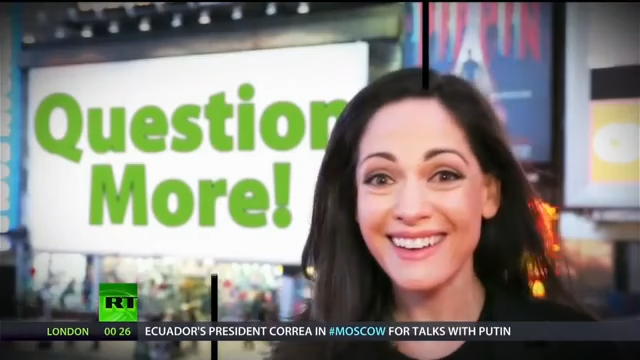 Question
More!
RT
LONDON 00 26 ECUADOR'S PRESIDENT CORREA IN #MOSCOW FOR TALKS WITH PUTIN